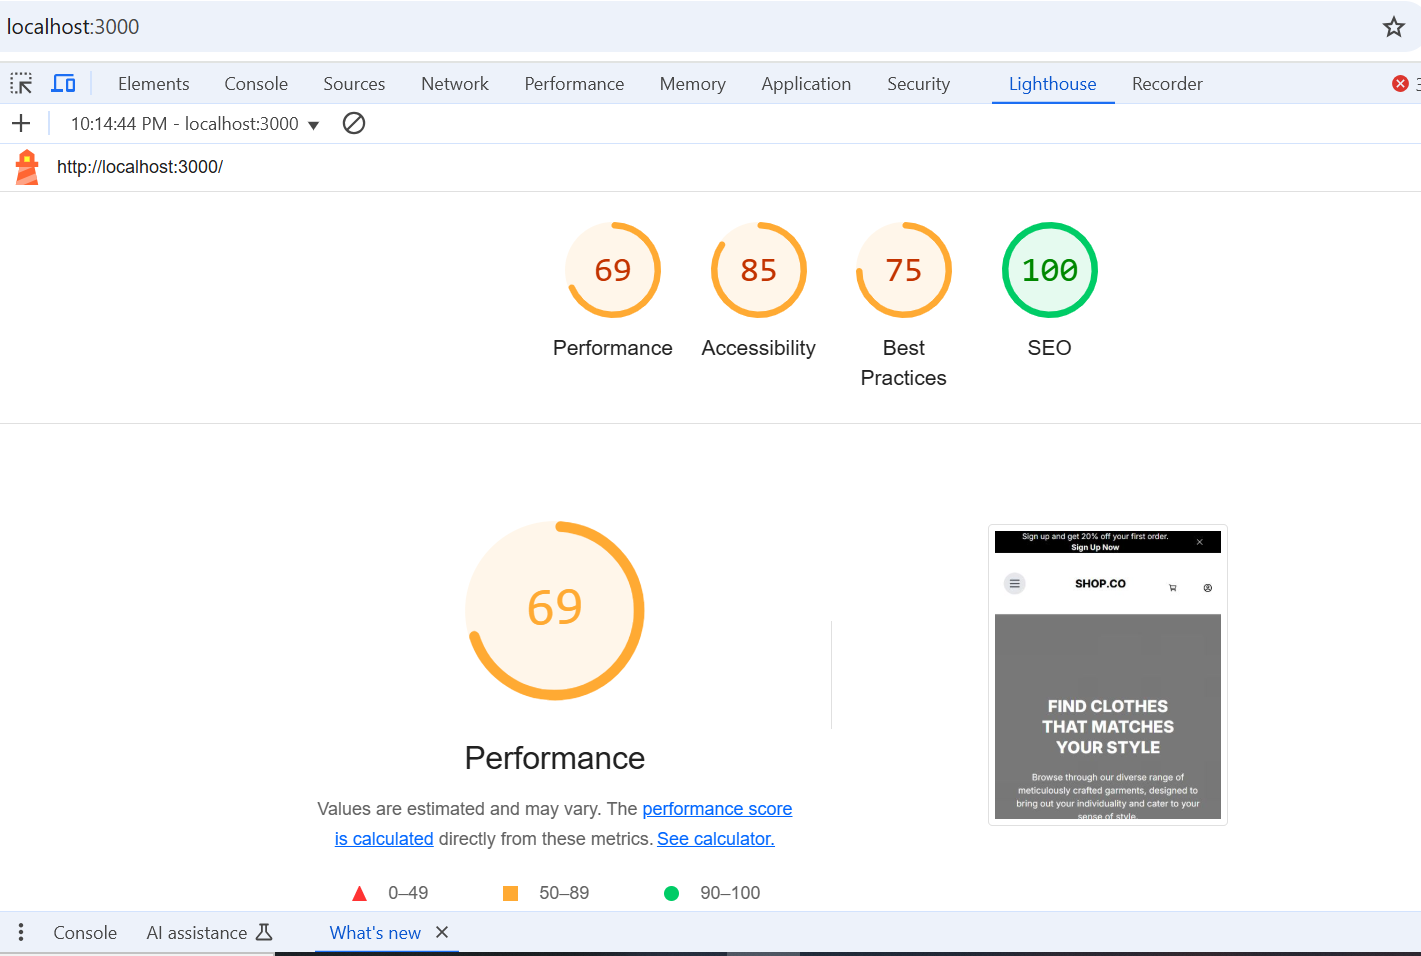 localhost:3000
Elements Console Sources Network Performance Memory Application Security Lighthouse Recorder
10:14:44 PM - localhost:3000
http://localhost:3000/
69 85 75 100
Performance Accessibility Best Practices SEO
69
Performance
Values are estimated and may vary. The performance score
is calculated directly from these metrics. See calculator.
0–49 50–89 90–100
Sign up and get 20% off your first order.
Sign Up Now
SHOP.CO
FIND CLOTHES
THAT MATCHES
YOUR STYLE
Browse through our diverse range of
meticulously crafted garments, designed to
bring out your individuality and cater to your
sense of style.
Console AI assistance What's new